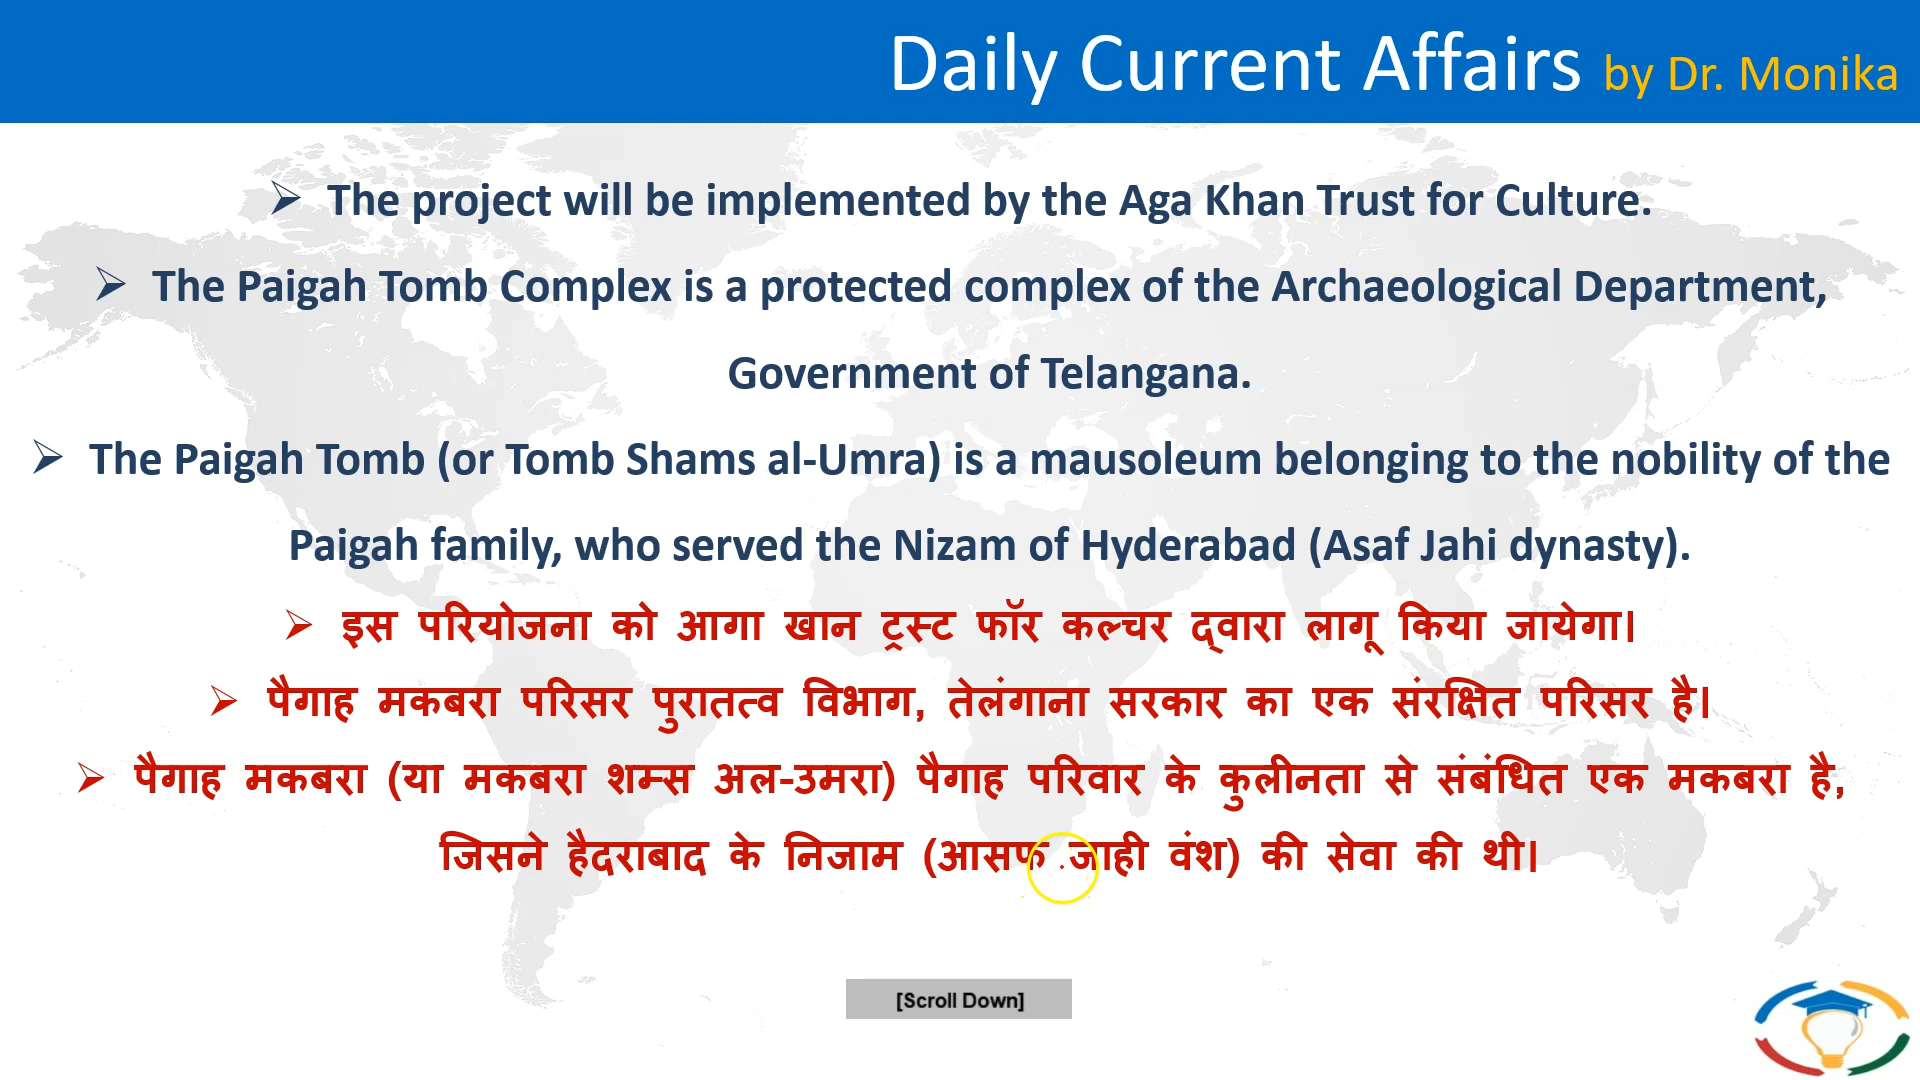 Daily Current Affairs by Dr. Monika
➢ The project will be implemented by the Aga Khan Trust for Culture.
➢ The Paigah Tomb Complex is a protected complex of the Archaeological Department,
Government of Telangana.
➢ The Paigah Tomb (or Tomb Shams al-Umra) is a mausoleum belonging to the nobility of the
Paigah family, who served the Nizam of Hyderabad (Asaf Jahi dynasty).
➢ इस परियोजना को आगा खान ट्रस्ट फॉर कल्चर द्वारा लागू किया जायेगा।
➢ पैगाह मकबरा परिसर पुरातत्व विभाग, तेलंगाना सरकार का एक संरक्षित परिसर है।
➢ पैगाह मकबरा (या मकबरा शम्स अल-उमरा) पैगाह परिवार के कुलीनता से संबंधित एक मकबरा है,
जिसने हैदराबाद के निजाम (आसफ जाही वंश) की सेवा की थी।
[Scroll Down]